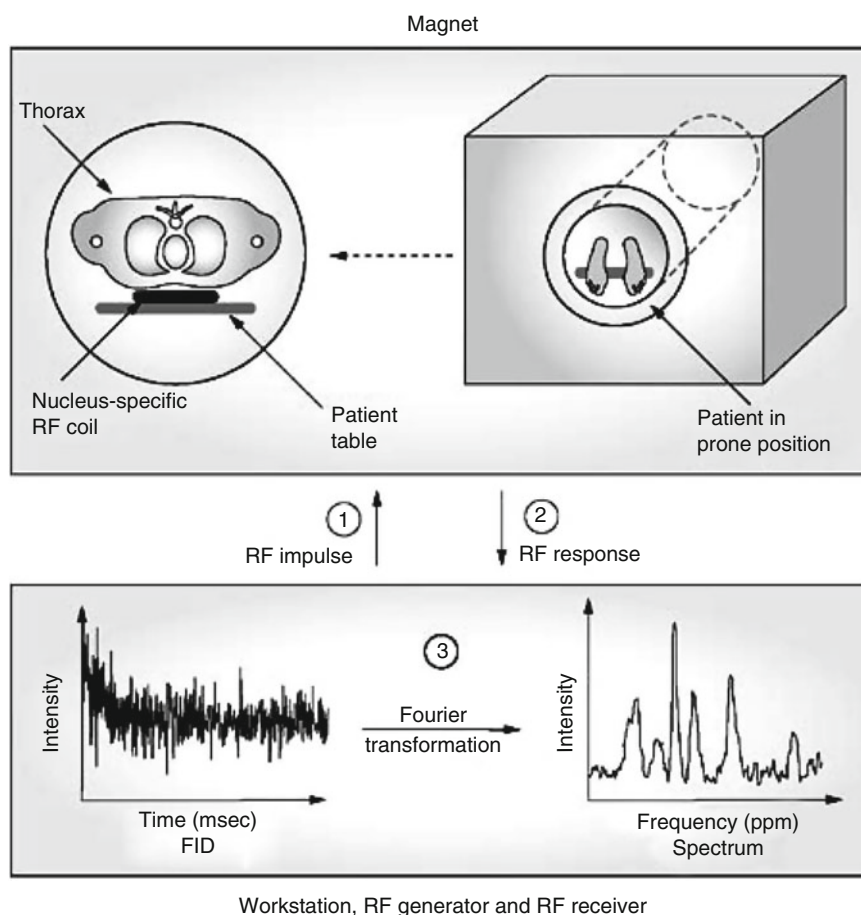 Magnet
Thorax
Nucleus-specific
RF coil
Patient
table
Patient in
prone position
1
RF impulse
2
RF response
3
Intensity
Time (msec)
FID
Fourier
transformation
Intensity
Frequency (ppm)
Spectrum
Workstation, RF generator and RF receiver